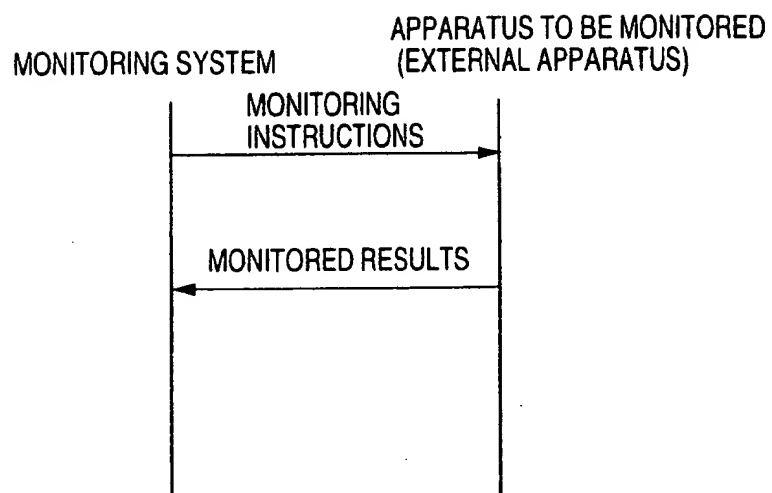 APPARATUS TO BE MONITORED
MONITORING SYSTEM
(EXTERNAL APPARATUS)
MONITORING
INSTRUCTIONS
MONITORED RESULTS